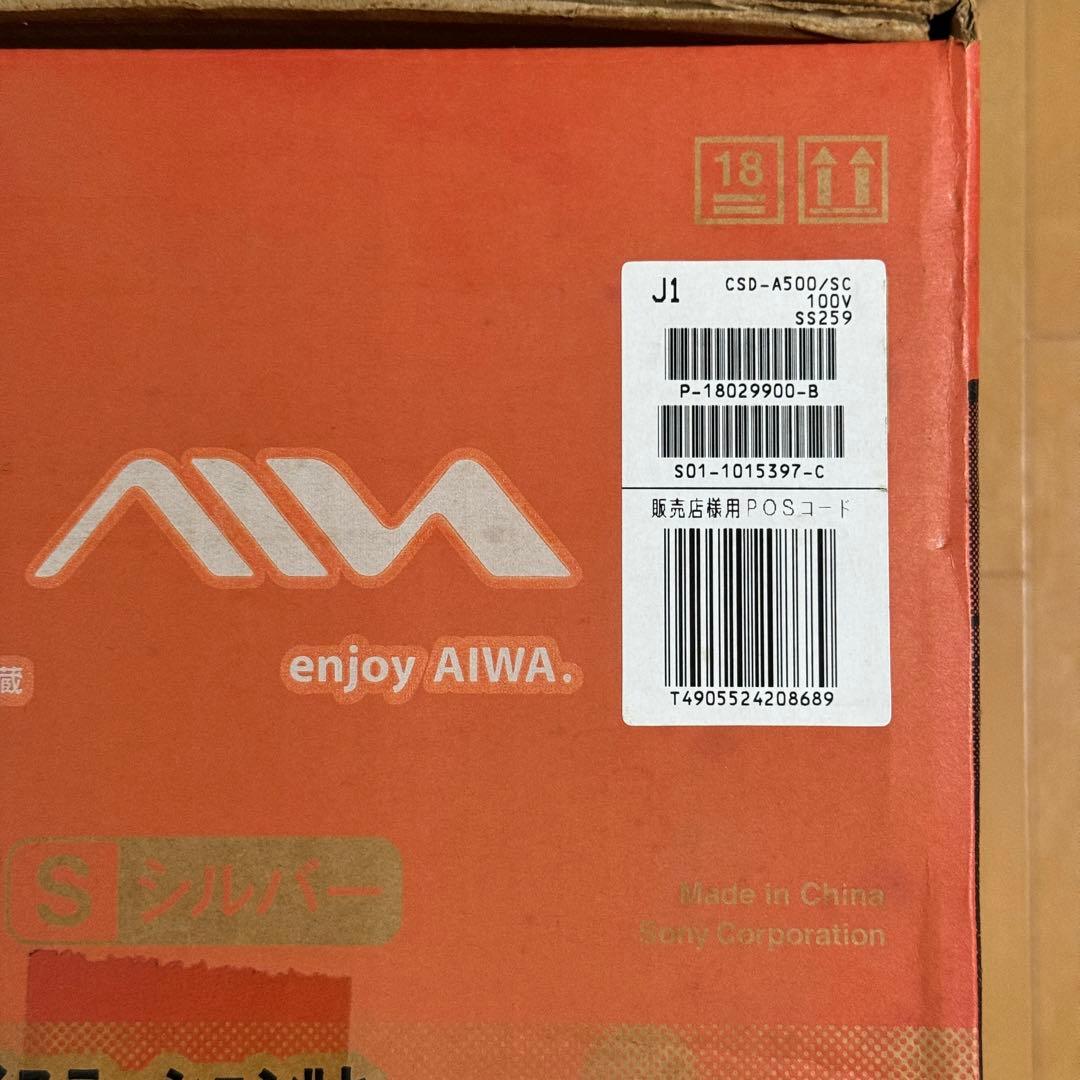 18
J1 CSD-A500/SC
100V
SS259
P-18029900-B
S01-1015397-C
販売店様用POSコード
T4905524208689
AIWA
蔵
enjoy AIWA.
S シルバー
Made in China
Sony Corporation